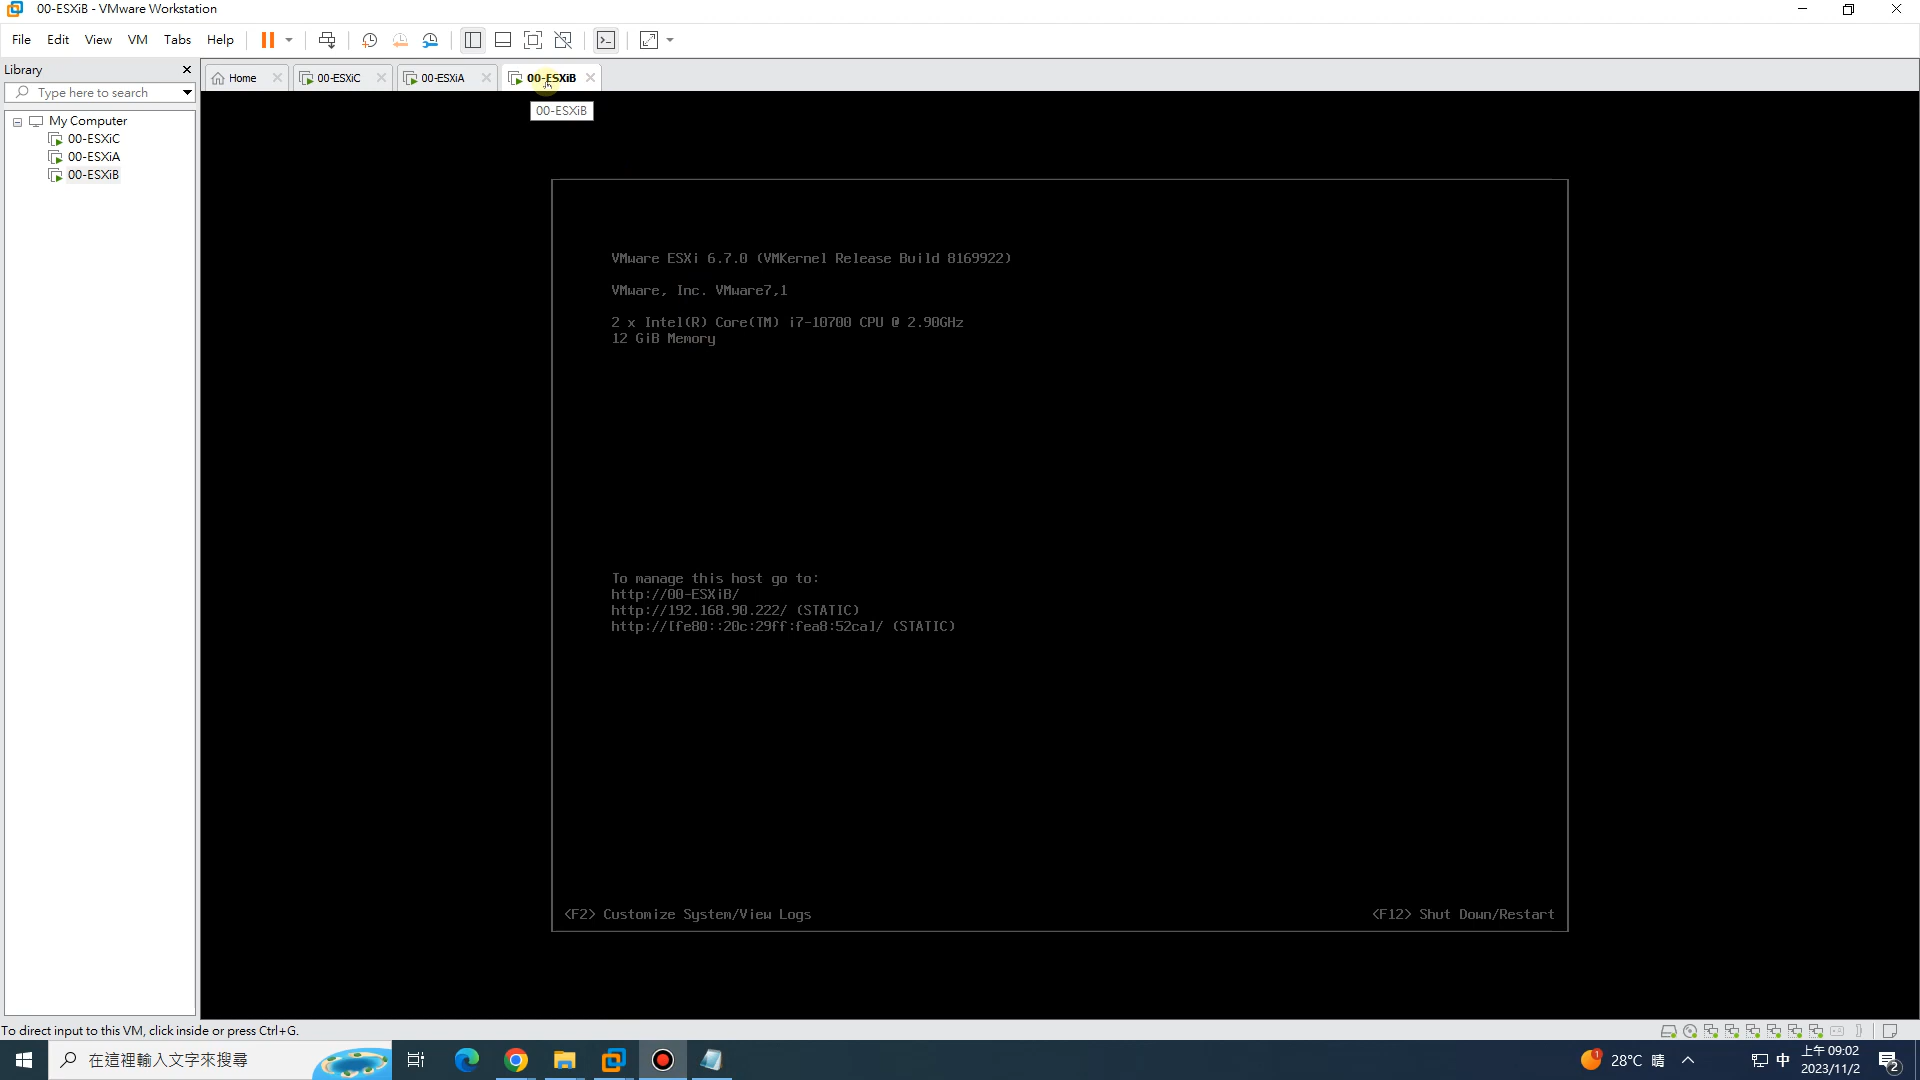 00-ESXiB - VMware Workstation
File Edit View VM Tabs Help
Library
Type here to search
My Computer
00-ESXiC
00-ESXiA
00-ESXiB
Home 00-ESXiC 00-ESXiA 00-ESXiB
00-ESXiB
VMware ESXi 6.7.0 (VMKernel Release Build 8169922)
VMware, Inc. VMware7,1
2 x Intel(R) Core(TM) i7-10700 CPU @ 2.90GHz
12 GiB Memory
To manage this host go to:
http://00-ESXiB/
http://192.168.90.222/ (STATIC)
http://[fe80::20c:29ff:fea8:52ca]/ (STATIC)
<F2> Customize System/View Logs
<F12> Shut Down/Restart
To direct input to this VM, click inside or press Ctrl+G.
在這裡輸入文字來搜尋
1
28°C 晴
中
上午 09:02
2023/11/2
2